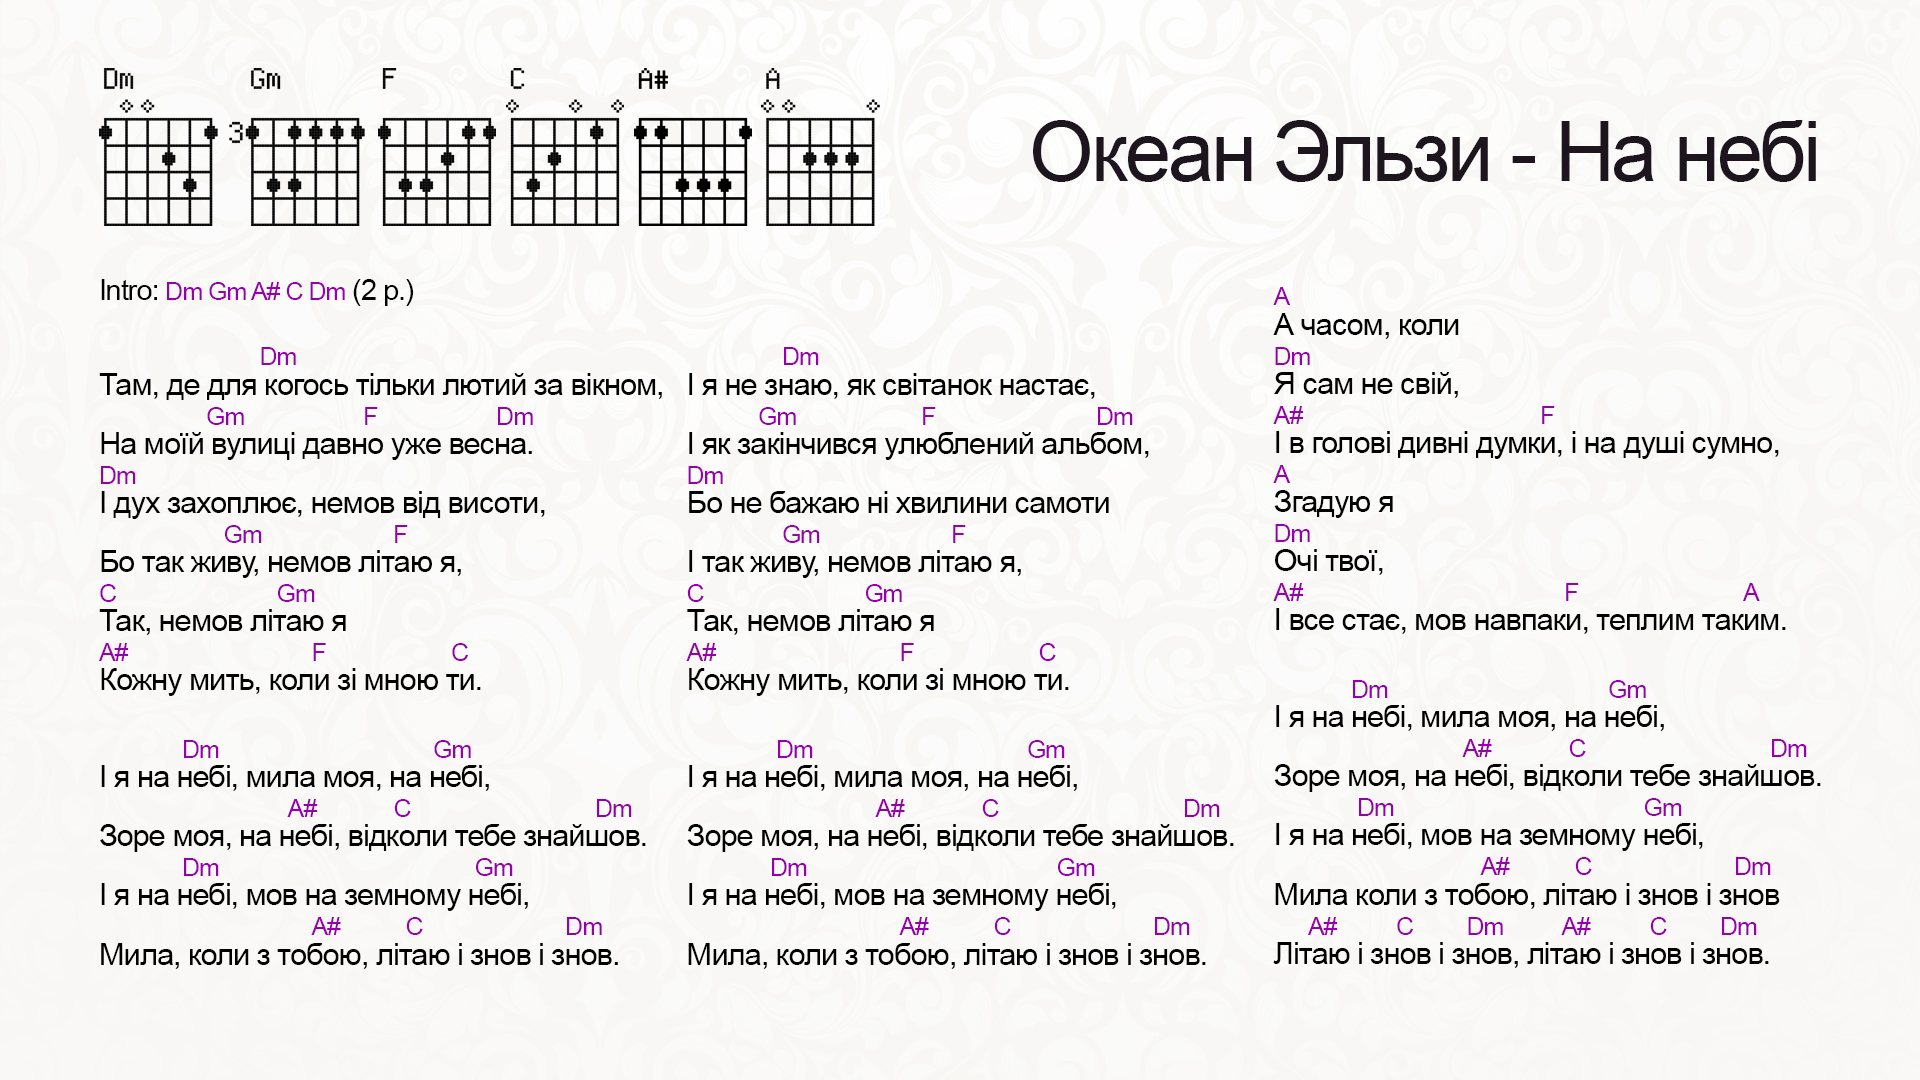 Dm Gm F C A# A
3
Океан Эльзи - На небі
Intro: Dm Gm A# C Dm (2 р.)
Dm
Там, де для когось тільки лютий за вікном,
Gm F Dm
На моїй вулиці давно уже весна.
Dm
І дух захоплює, немов від висоти,
Gm F
Бо так живу, немов літаю я,
C Gm
Так, немов літаю я
A# F C
Кожну мить, коли зі мною ти.
Dm Gm
І я на небі, мила моя, на небі,
A# C Dm
Зоре моя, на небі, відколи тебе знайшов.
Dm Gm
І я на небі, мов на земному небі,
A# C Dm
Мила, коли з тобою, літаю і знов і знов.
Dm
І я не знаю, як світанок настає,
Gm F Dm
І як закінчився улюблений альбом,
Dm
Бо не бажаю ні хвилини самоти
Gm F
І так живу, немов літаю я,
C Gm
Так, немов літаю я
A# F C
Кожну мить, коли зі мною ти.
Dm Gm
І я на небі, мила моя, на небі,
A# C Dm
Зоре моя, на небі, відколи тебе знайшов.
Dm Gm
І я на небі, мов на земному небі,
A# C Dm
Мила, коли з тобою, літаю і знов і знов.
A
А часом, коли
Dm
Я сам не свій,
A# F
І в голові дивні думки, і на душі сумно,
A
Згадую я
Dm
Очі твої,
A# F A
І все стає, мов навпаки, теплим таким.
Dm Gm
І я на небі, мила моя, на небі,
A# C Dm
Зоре моя, на небі, відколи тебе знайшов.
Dm Gm
І я на небі, мов на земному небі,
A# C Dm
Мила коли з тобою, літаю і знов і знов
A# C Dm A# C Dm
Літаю і знов і знов, літаю і знов і знов.